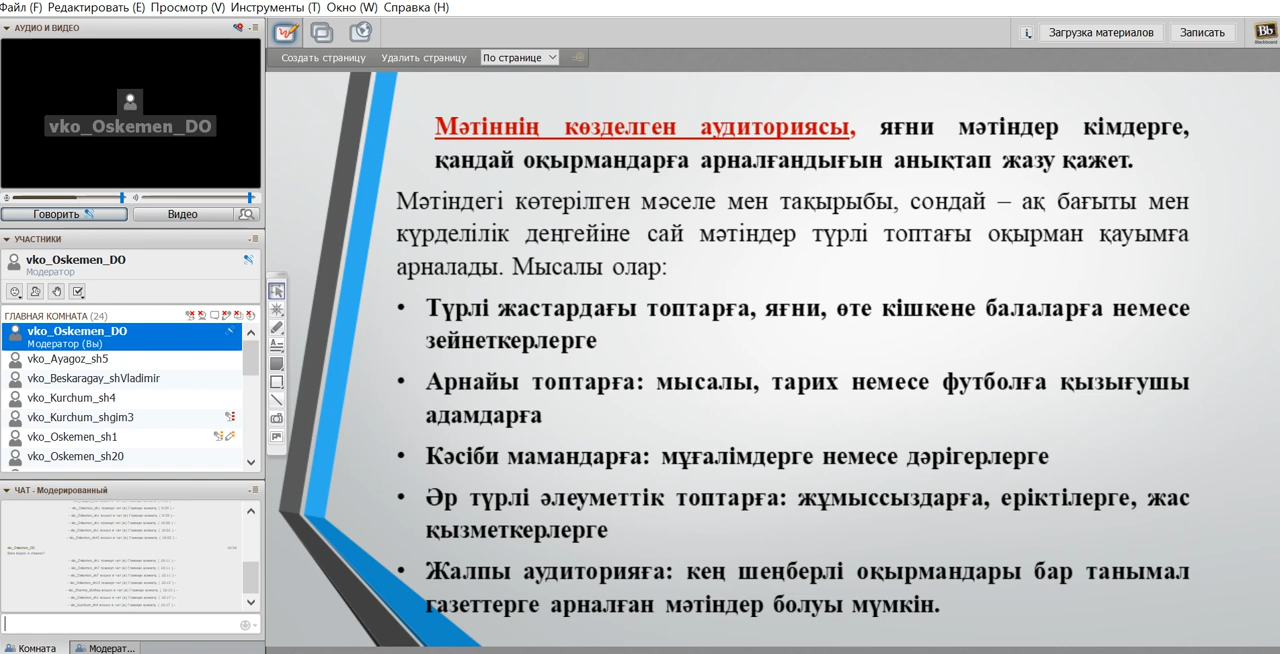 Файл (F) Редактировать (E) Просмотр (V) Инструменты (T) Окно (W) Справка (H)
АУДИО И ВИДЕО
vko_Oskemen_DO
Говорить
Видео
УЧАСТНИКИ
vko_Oskemen_DO
Модератор
ГЛАВНАЯ КОМНАТА (24)
vko_Oskemen_DO
Модератор (Вы)
vko_Ayagoz_sh5
vko_Beskaragay_shVladimir
vko_Kurchum_sh4
vko_Kurchum_shgim3
vko_Oskemen_sh1
vko_Oskemen_sh20
ЧАТ - Модерированный
Комната
Модерат...
Загрузка материалов
Записать
Bb
Blackboard
Создать страницу
Удалить страницу
По странице
Мәтіннің көзделген аудиториясы, яғни мәтіндер кімдерге,
қандай оқырмандарға арналғандығын анықтап жазу қажет.
Мәтіндегі көтерілген мәселе мен тақырыбы, сондай – ақ бағыты мен
күрделілік деңгейіне сай мәтіндер түрлі топтағы оқырман қауымға
арналады. Мысалы олар:
• Түрлі жастардағы топтарға, яғни, өте кішкене балаларға немесе
зейнеткерлерге
• Арнайы топтарға: мысалы, тарих немесе футболға қызығушы
адамдарға
• Кәсіби мамандарға: мұғалімдерге немесе дәрігерлерге
• Әр түрлі әлеуметтік топтарға: жұмыссыздарға, еріктілерге, жас
қызметкерлерге
• Жалпы аудиторияға: кең шеңберлі оқырмандары бар танымал
газеттерге арналған мәтіндер болуы мүмкін.